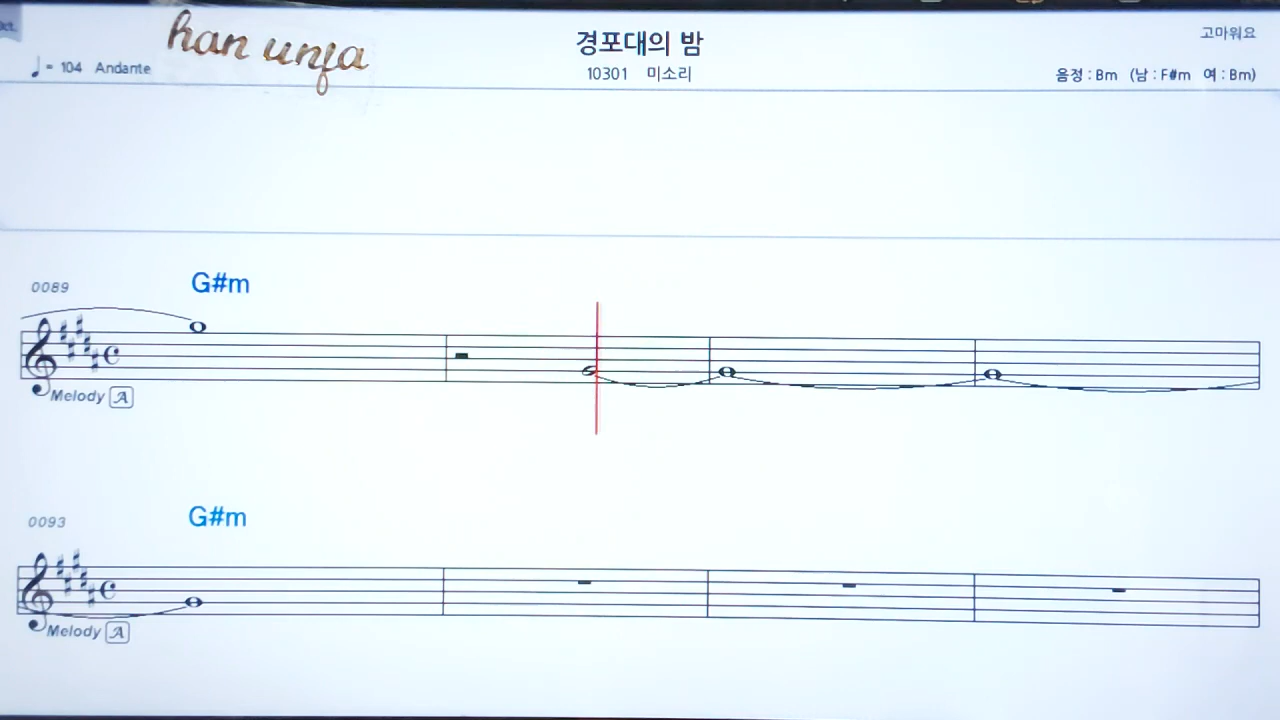 han unja
경포대의 밤
고마워요
♩= 104 Andante
10301 미소리
음정 : Bm (남 : F#m 여 : Bm)
0089
G#m
Melody A
0093
G#m
Melody A